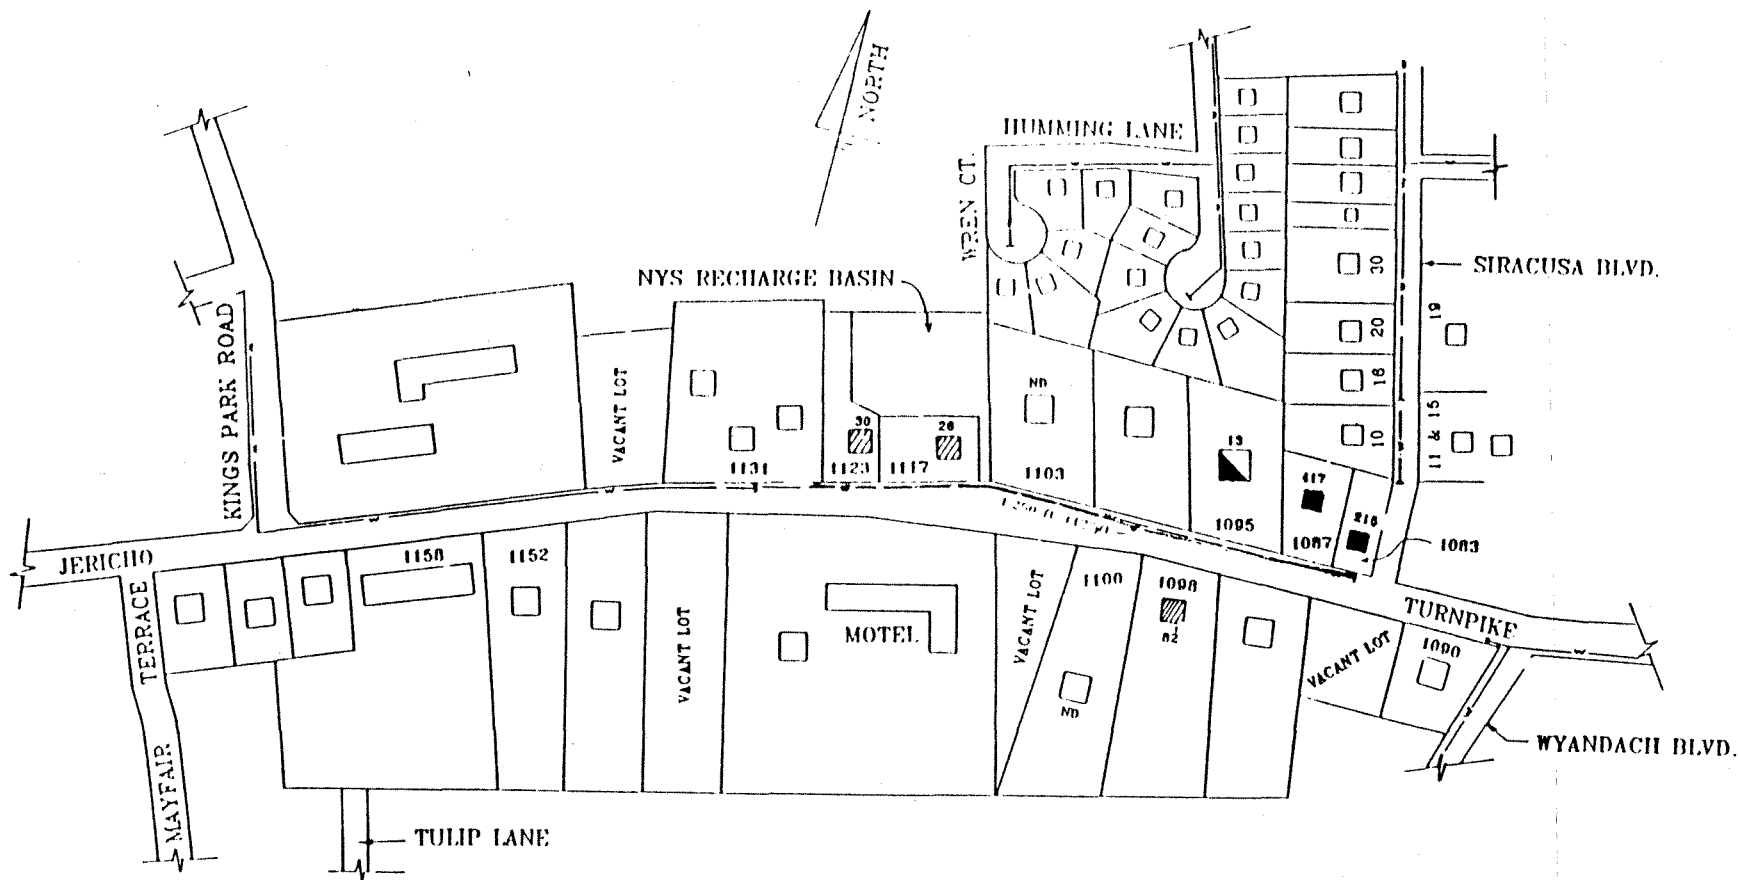 NORTH
HUMMING LANE
WREN CT.
NYS RECHARGE BASIN
SIRACUSA BLVD.
KINGS PARK ROAD
VACANT LOT
1131
30
1123
26
1117
ND
1103
13
1095
417
1087
216
1083
30
20
16
10
19
11 & 15
JERICHO
TURNPIKE
TERRACE
MAYFAIR
1158
1152
VACANT LOT
MOTEL
VACANT LOT
1100
ND
1098
82
VACANT LOT
1090
WYANDACH BLVD.
TULIP LANE